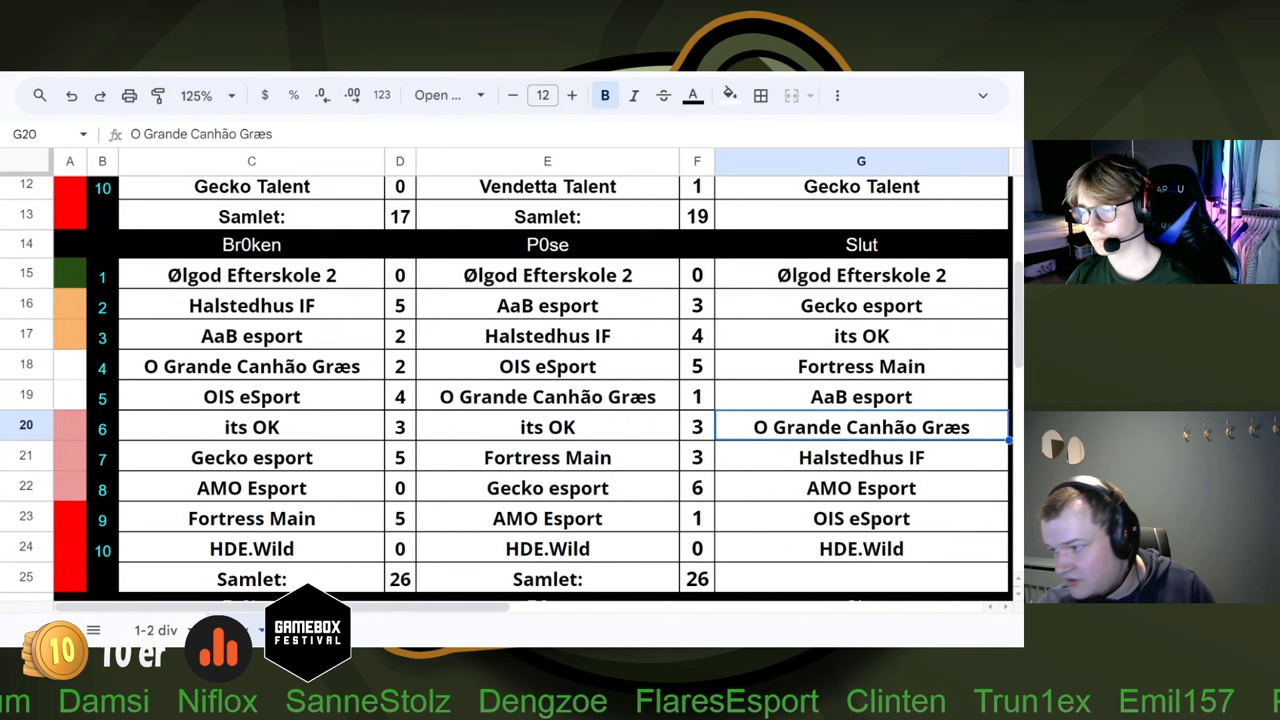 125% $ % .0 .00 123 Open ... 12 B I A
G20 fx O Grande Canhão Græs
A B C D E F G
12 10 Gecko Talent 0 Vendetta Talent 1 Gecko Talent
13 Samlet: 17 Samlet: 19
14 Br0ken P0se Slut
15 1 Ølgod Efterskole 2 0 Ølgod Efterskole 2 0 Ølgod Efterskole 2
16 2 Halstedhus IF 5 AaB esport 3 Gecko esport
17 3 AaB esport 2 Halstedhus IF 4 its OK
18 4 O Grande Canhão Græs 2 OIS eSport 5 Fortress Main
19 5 OIS eSport 4 O Grande Canhão Græs 1 AaB esport
20 6 its OK 3 its OK 3 O Grande Canhão Græs
21 7 Gecko esport 5 Fortress Main 3 Halstedhus IF
22 8 AMO Esport 0 Gecko esport 6 AMO Esport
23 9 Fortress Main 5 AMO Esport 1 OIS eSport
24 10 HDE.Wild 0 HDE.Wild 0 HDE.Wild
25 Samlet: 26 Samlet: 26
1-2 div
10 10 er
GAMEBOX
FESTIVAL
um Damsi Niflox SanneStolz Dengzoe FlaresEsport Clinten Trun1ex Emil157